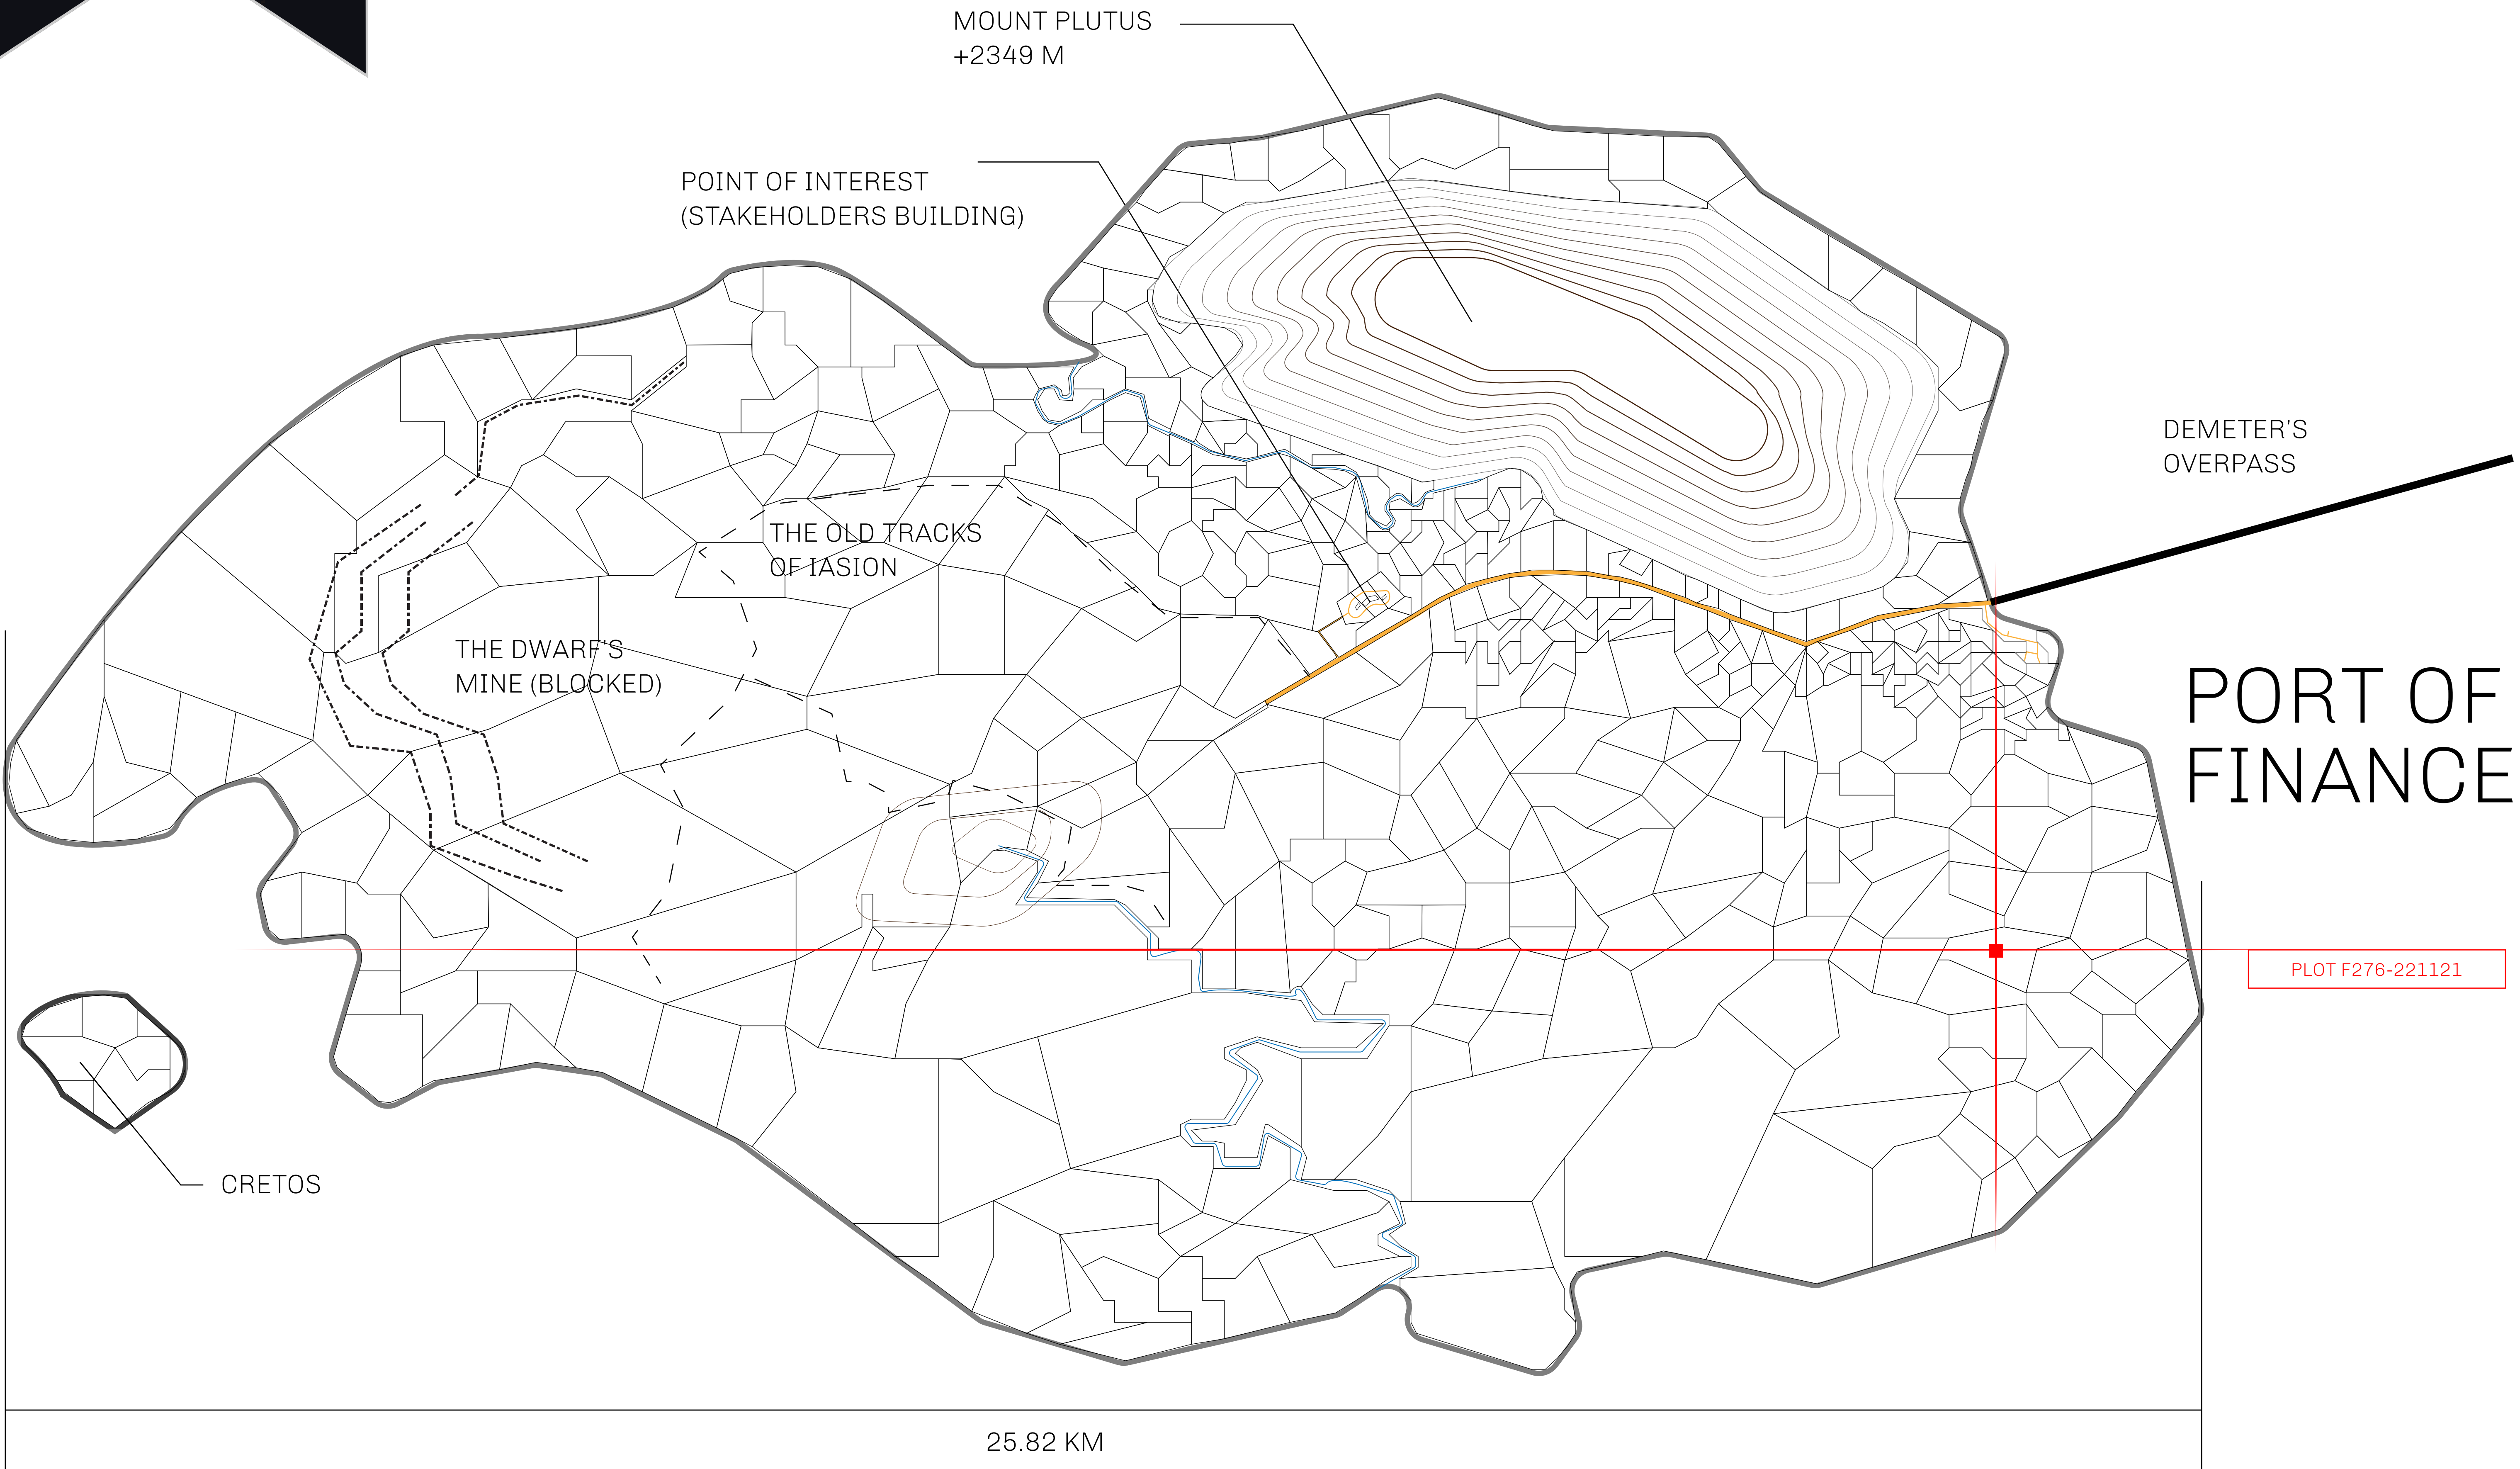 MOUNT PLUTUS
+2349 M
POINT OF INTEREST
(STAKEHOLDERS BUILDING)
DEMETER'S
OVERPASS
THE OLD TRACKS
OF IASION
THE DWARF'S
MINE (BLOCKED)
PORT OF
FINANCE
PLOT F276-221121
CRETOS
25.82 KM